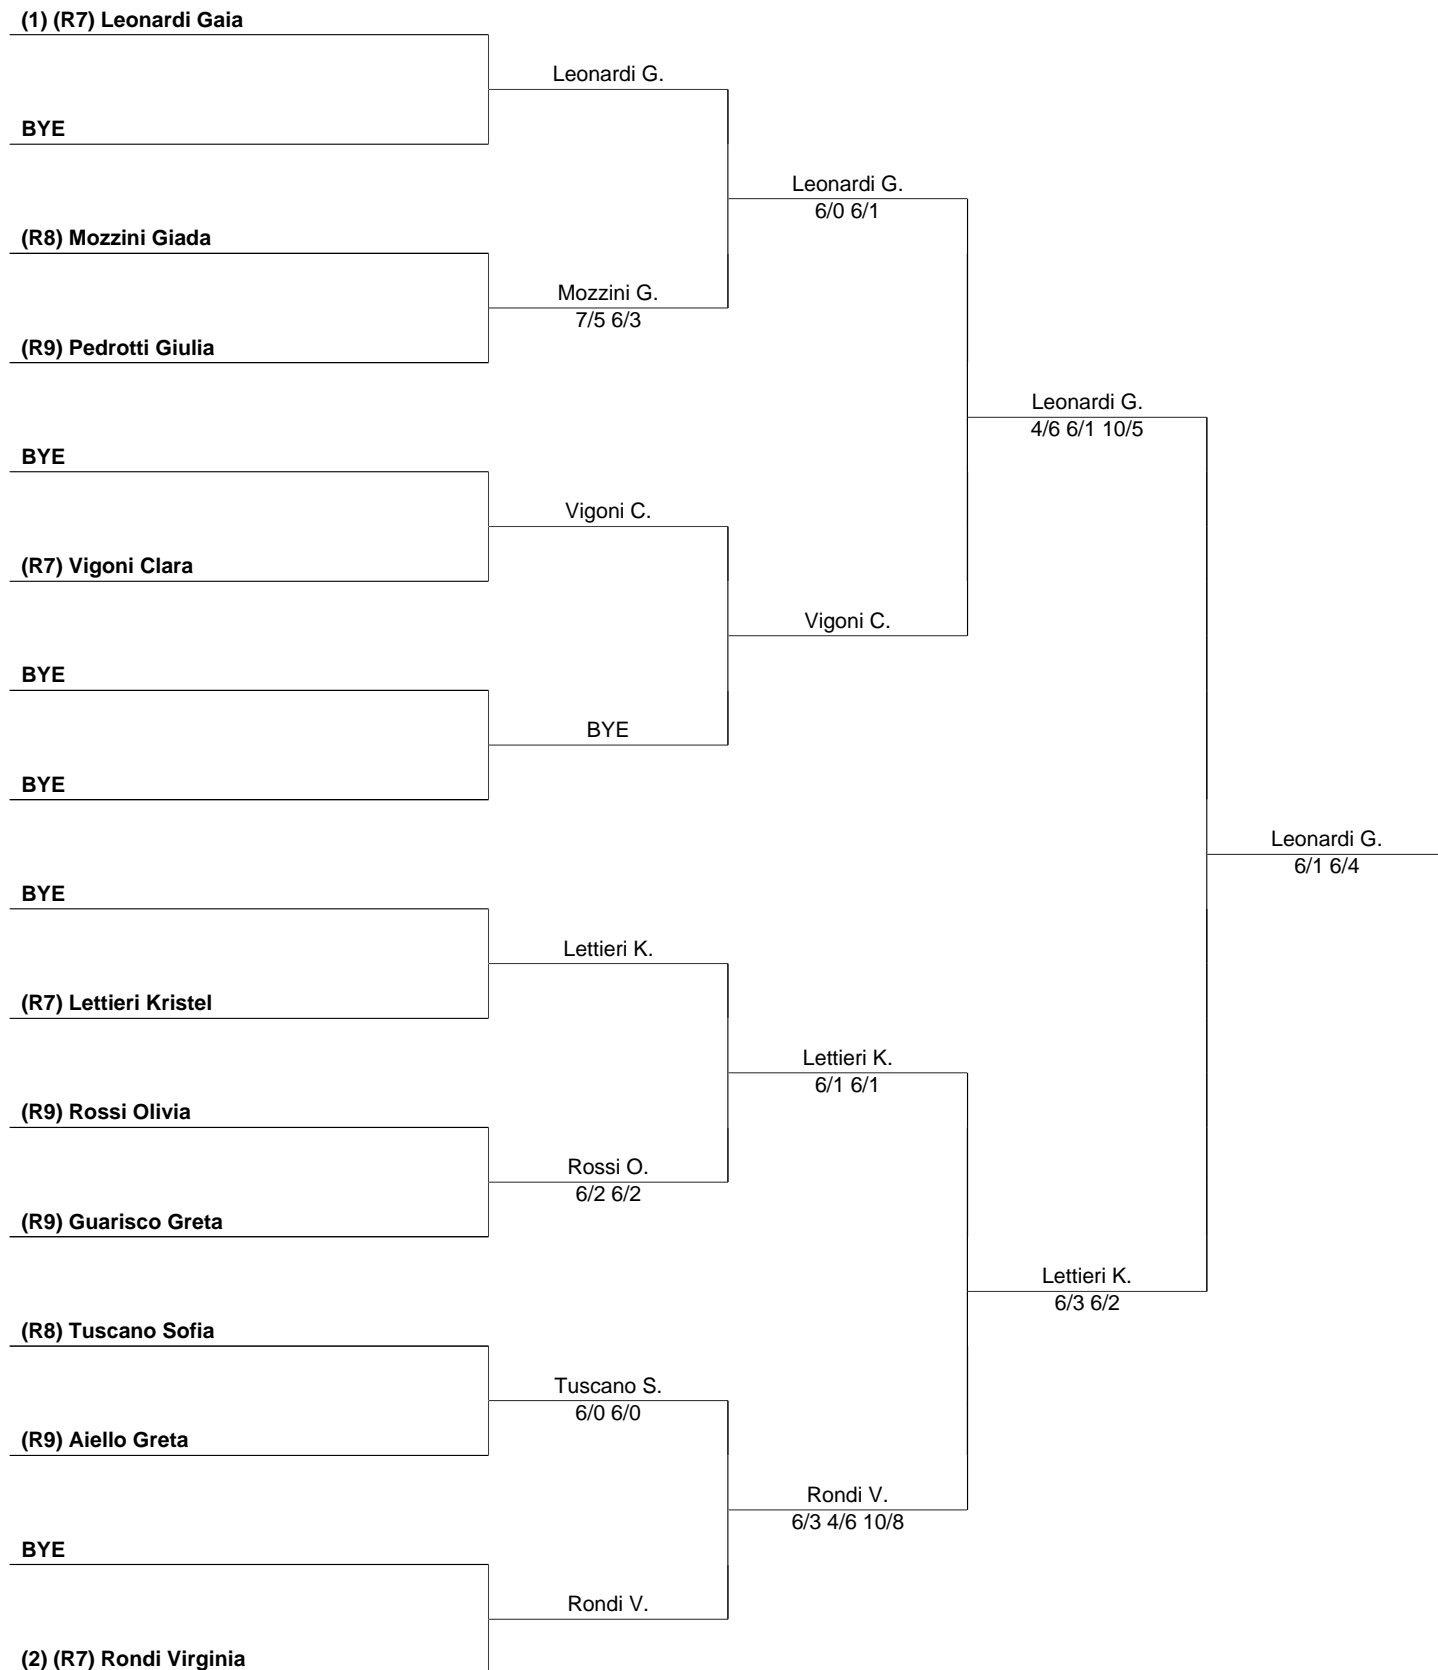 (1) (R7) Leonardi Gaia
BYE
(R8) Mozzini Giada
(R9) Pedrotti Giulia
BYE
(R7) Vigoni Clara
BYE
BYE
BYE
(R7) Lettieri Kristel
(R9) Rossi Olivia
(R9) Guarisco Greta
(R8) Tuscano Sofia
(R9) Aiello Greta
BYE
(2) (R7) Rondi Virginia
Leonardi G.
Mozzini G.
7/5 6/3
Vigoni C.
BYE
Lettieri K.
Rossi O.
6/2 6/2
Tuscano S.
6/0 6/0
Rondi V.
Leonardi G.
6/0 6/1
Vigoni C.
Lettieri K.
6/1 6/1
Rondi V.
6/3 4/6 10/8
Leonardi G.
4/6 6/1 10/5
Lettieri K.
6/3 6/2
Leonardi G.
6/1 6/4